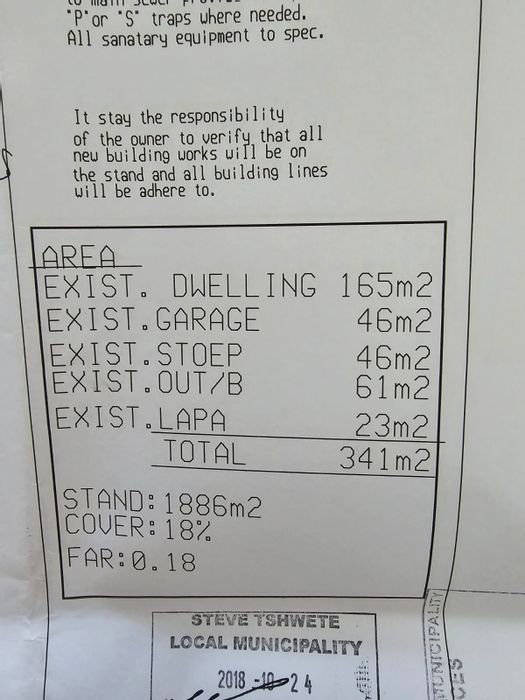 to main sewer
"P"or "S" traps where needed.
All sanatary equipment to spec.
It stay the responsibility
of the owner to verify that all
new building works will be on
the stand and all building lines
will be adhere to.
AREA
EXIST. DWELLING 165m2
EXIST.GARAGE 46m2
EXIST.STOEP 46m2
EXIST.OUT/B 61m2
EXIST.LAPA 23m2
TOTAL 341m2
STAND:1886m2
COVER:18%
FAR:0.18
STEVE TSHWETE
LOCAL MUNICIPALITY
2018 -10- 24
MUNICIPALITY